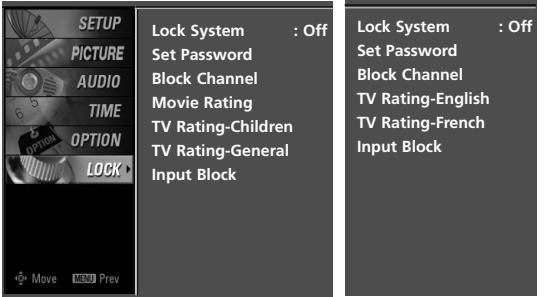 SETUP
PICTURE
AUDIO
TIME
OPTION
LOCK
Move MENU Prev
Lock System : Off
Set Password
Block Channel
Movie Rating
TV Rating-Children
TV Rating-General
Input Block
Lock System : Off
Set Password
Block Channel
TV Rating-English
TV Rating-French
Input Block